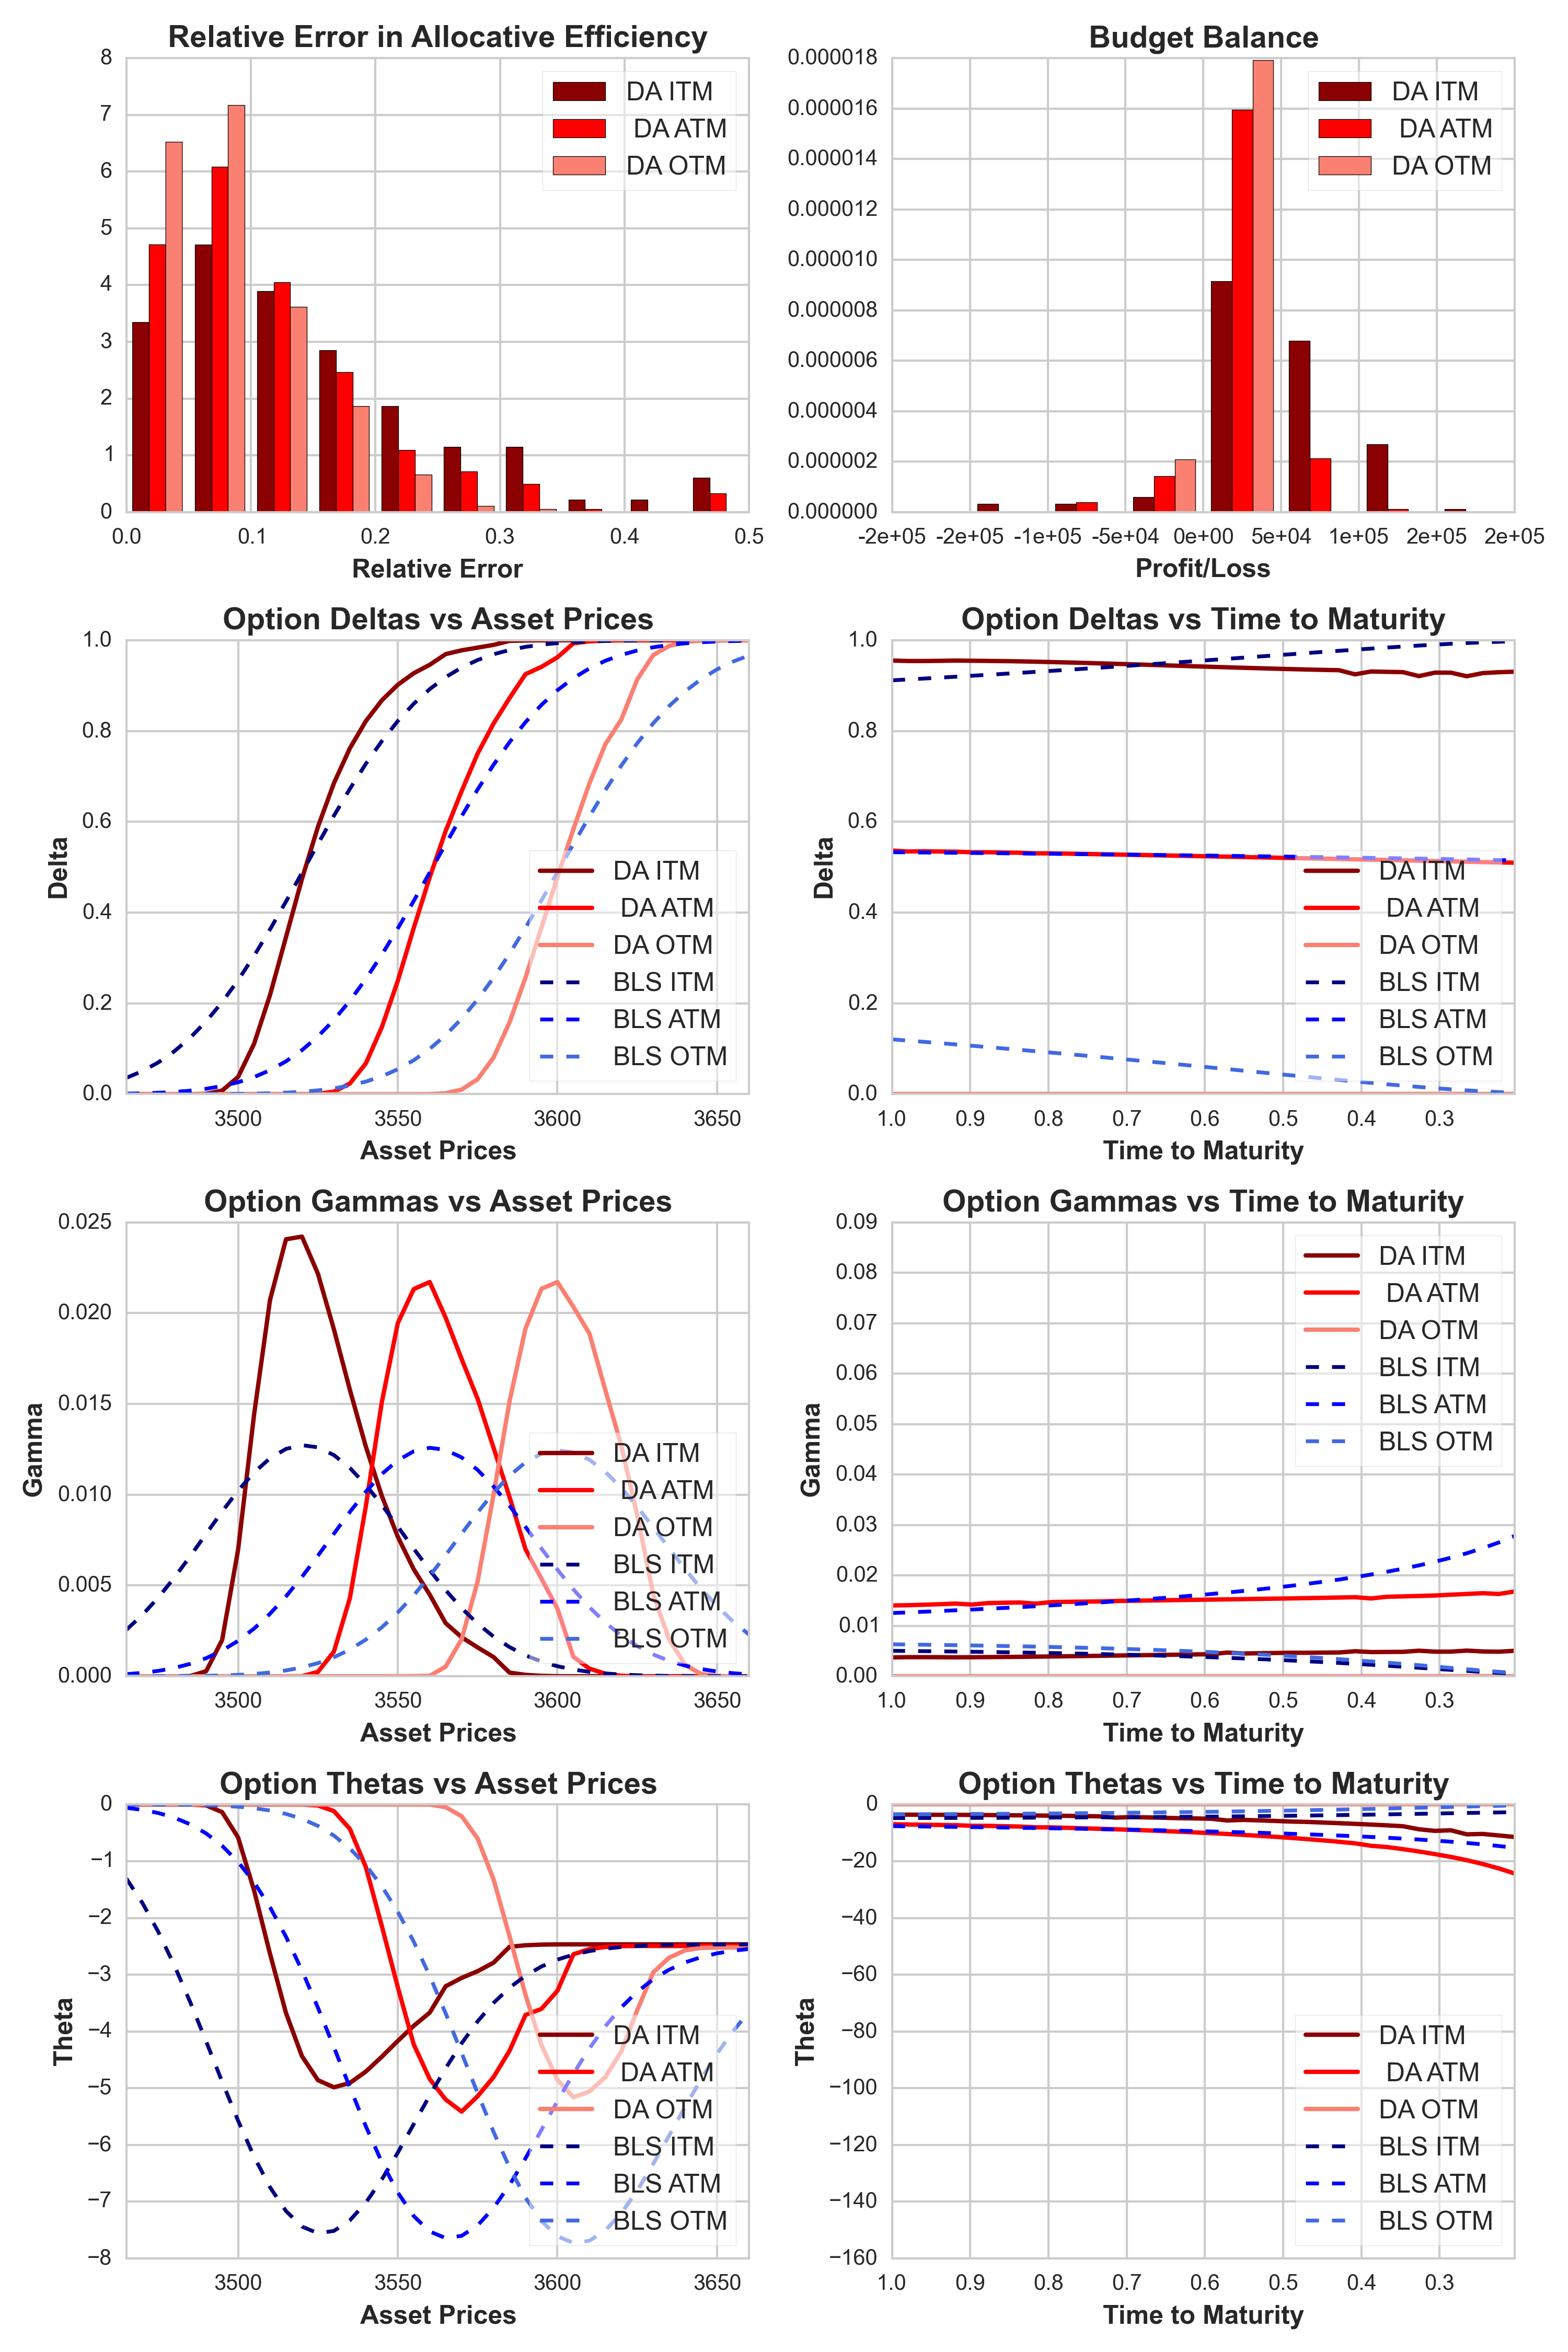 Relative Error in Allocative Efficiency
8
7
6
5
4
3
2
1
0
0.0 0.1 0.2 0.3 0.4 0.5
Relative Error
DA ITM
DA ATM
DA OTM
Budget Balance
0.000018
0.000016
0.000014
0.000012
0.000010
0.000008
0.000006
0.000004
0.000002
0.000000
-2e+05 -2e+05 -1e+05 -5e+04 0e+00 5e+04 1e+05 2e+05 2e+05
Profit/Loss
DA ITM
DA ATM
DA OTM
Option Deltas vs Asset Prices
1.0
0.8
0.6
0.4
0.2
0.0
Delta
3500 3550 3600 3650
Asset Prices
DA ITM
DA ATM
DA OTM
BLS ITM
BLS ATM
BLS OTM
Option Deltas vs Time to Maturity
1.0
0.8
0.6
0.4
0.2
0.0
Delta
1.0 0.9 0.8 0.7 0.6 0.5 0.4 0.3
Time to Maturity
DA ITM
DA ATM
DA OTM
BLS ITM
BLS ATM
BLS OTM
Option Gammas vs Asset Prices
0.025
0.020
0.015
0.010
0.005
0.000
Gamma
3500 3550 3600 3650
Asset Prices
DA ITM
DA ATM
DA OTM
BLS ITM
BLS ATM
BLS OTM
Option Gammas vs Time to Maturity
0.09
0.08
0.07
0.06
0.05
0.04
0.03
0.02
0.01
0.00
Gamma
1.0 0.9 0.8 0.7 0.6 0.5 0.4 0.3
Time to Maturity
DA ITM
DA ATM
DA OTM
BLS ITM
BLS ATM
BLS OTM
Option Thetas vs Asset Prices
0
−1
−2
−3
−4
−5
−6
−7
−8
Theta
3500 3550 3600 3650
Asset Prices
DA ITM
DA ATM
DA OTM
BLS ITM
BLS ATM
BLS OTM
Option Thetas vs Time to Maturity
0
−20
−40
−60
−80
−100
−120
−140
−160
Theta
1.0 0.9 0.8 0.7 0.6 0.5 0.4 0.3
Time to Maturity
DA ITM
DA ATM
DA OTM
BLS ITM
BLS ATM
BLS OTM